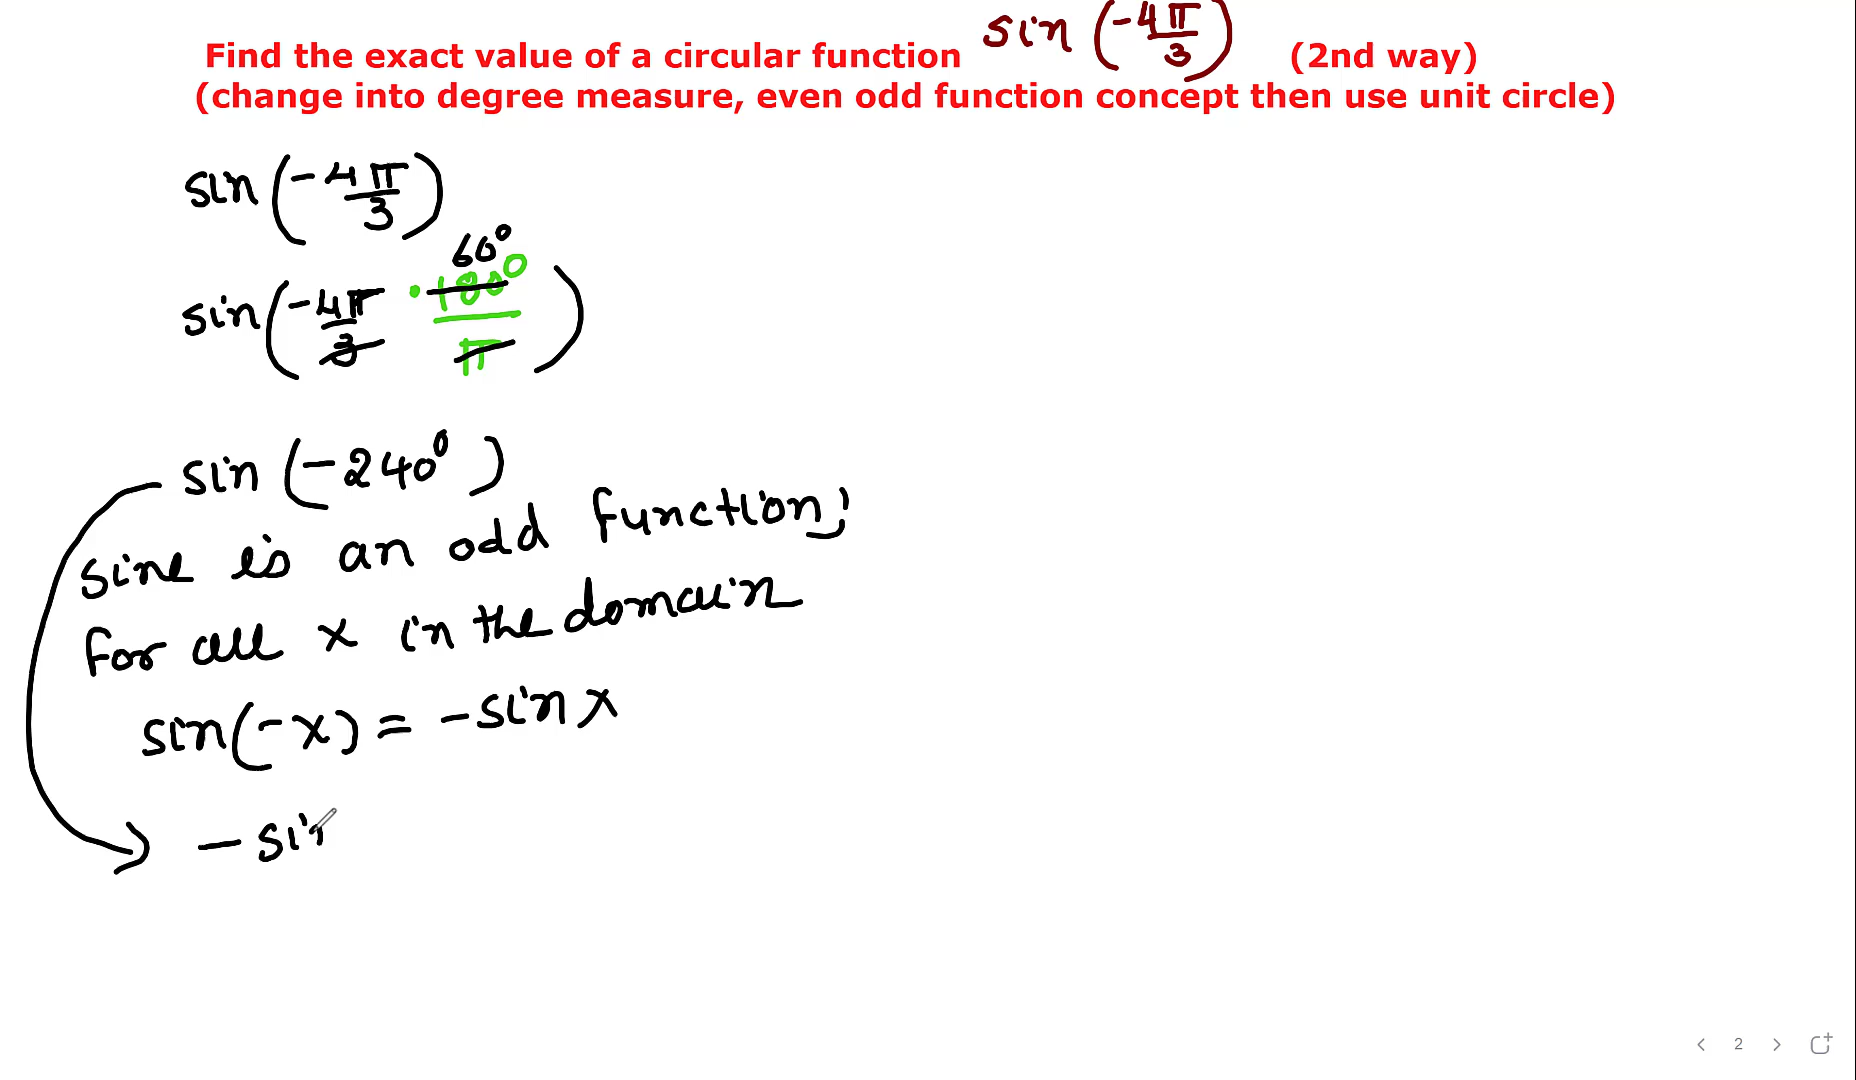 Find the exact value of a circular function sin(-4π/3) (2nd way)
(change into degree measure, even odd function concept then use unit circle)
sin(-4π/3)
60°
sin(-4π/3 · 180°/π)
sin(-240°)
sine is an odd function,
for all x in the domain
sin(-x) = -sin x
- sin
2